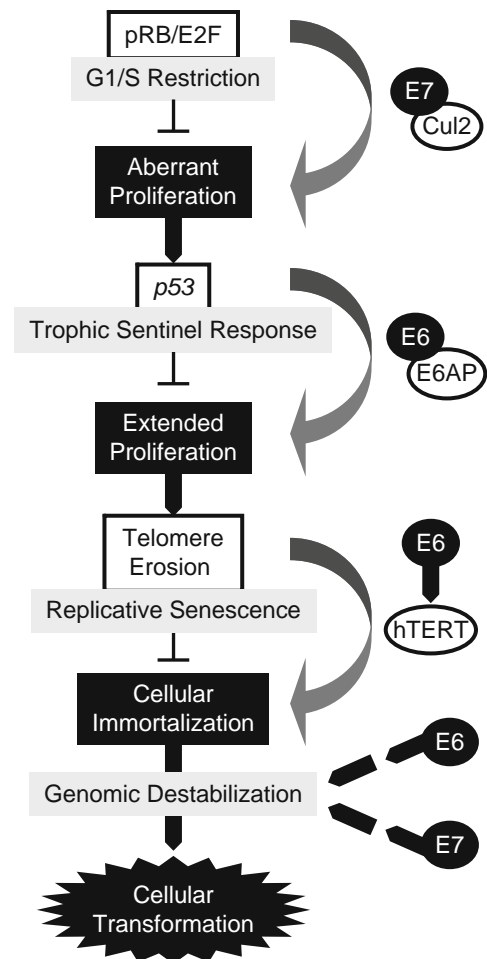 pRB/E2F
G1/S Restriction
E7
Cul2
Aberrant
Proliferation
p53
Trophic Sentinel Response
E6
E6AP
Extended
Proliferation
Telomere
Erosion
E6
Replicative Senescence
hTERT
Cellular
Immortalization
E6
Genomic Destabilization
E7
Cellular
Transformation